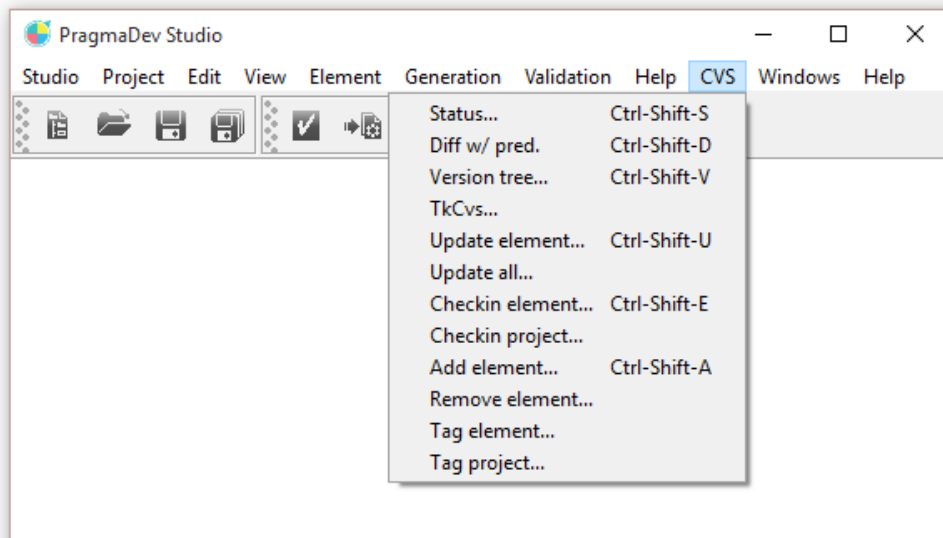 PragmaDev Studio
Studio Project Edit View Element Generation Validation Help CVS Windows Help
Status... Ctrl-Shift-S
Diff w/ pred. Ctrl-Shift-D
Version tree... Ctrl-Shift-V
TkCvs...
Update element... Ctrl-Shift-U
Update all...
Checkin element... Ctrl-Shift-E
Checkin project...
Add element... Ctrl-Shift-A
Remove element...
Tag element...
Tag project...